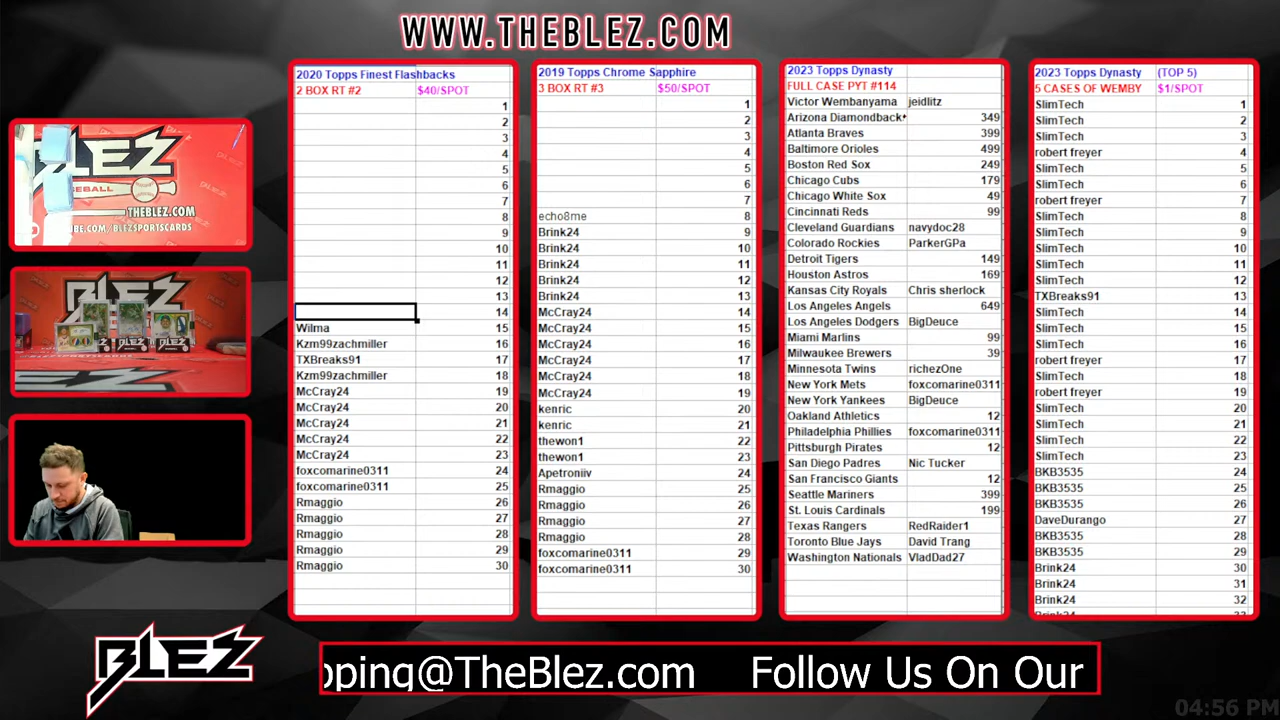 WWW.THEBLEZ.COM
BLEZ
BASEBALL
THEBLEZ.COM
BE.COM/BLEZSPORTSCARDS
2020 Topps Finest Flashbacks
2 BOX RT #2 $40/SPOT
1
2
3
4
5
6
7
8
9
10
11
12
13
14
Wilma 15
Kzm99zachmiller 16
TXBreaks91 17
Kzm99zachmiller 18
McCray24 19
McCray24 20
McCray24 21
McCray24 22
McCray24 23
foxcomarine0311 24
foxcomarine0311 25
Rmaggio 26
Rmaggio 27
Rmaggio 28
Rmaggio 29
Rmaggio 30
2019 Topps Chrome Sapphire
3 BOX RT #3 $50/SPOT
1
2
3
4
5
6
7
echo8me 8
Brink24 9
Brink24 10
Brink24 11
Brink24 12
Brink24 13
McCray24 14
McCray24 15
McCray24 16
McCray24 17
McCray24 18
McCray24 19
kenric 20
kenric 21
thewon1 22
thewon1 23
Apetroniiv 24
Rmaggio 25
Rmaggio 26
Rmaggio 27
Rmaggio 28
foxcomarine0311 29
foxcomarine0311 30
2023 Topps Dynasty
FULL CASE PYT #114
Victor Wembanyama jeidlitz
Arizona Diamondback 349
Atlanta Braves 399
Baltimore Orioles 499
Boston Red Sox 249
Chicago Cubs 179
Chicago White Sox 49
Cincinnati Reds 99
Cleveland Guardians navydoc28
Colorado Rockies ParkerGPa
Detroit Tigers 149
Houston Astros 169
Kansas City Royals Chris sherlock
Los Angeles Angels 649
Los Angeles Dodgers BigDeuce
Miami Marlins 99
Milwaukee Brewers 39
Minnesota Twins richezOne
New York Mets foxcomarine0311
New York Yankees BigDeuce
Oakland Athletics 12
Philadelphia Phillies foxcomarine0311
Pittsburgh Pirates 12
San Diego Padres Nic Tucker
San Francisco Giants 12
Seattle Mariners 399
St. Louis Cardinals 199
Texas Rangers RedRaider1
Toronto Blue Jays David Trang
Washington Nationals VladDad27
2023 Topps Dynasty (TOP 5)
5 CASES OF WEMBY $1/SPOT
SlimTech 1
SlimTech 2
SlimTech 3
robert freyer 4
SlimTech 5
SlimTech 6
robert freyer 7
SlimTech 8
SlimTech 9
SlimTech 10
SlimTech 11
SlimTech 12
TXBreaks91 13
SlimTech 14
SlimTech 15
SlimTech 16
robert freyer 17
SlimTech 18
robert freyer 19
SlimTech 20
SlimTech 21
SlimTech 22
SlimTech 23
BKB3535 24
BKB3535 25
BKB3535 26
DaveDurango 27
BKB3535 28
BKB3535 29
Brink24 30
Brink24 31
Brink24 32
BLEZ
pping@TheBlez.com Follow Us On Our
04:56 PM